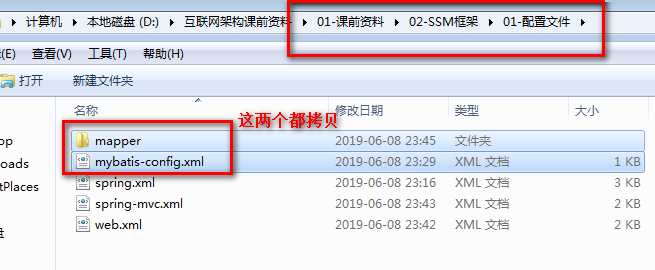 计算机 ▸ 本地磁盘 (D:) ▸ 互联网架构课前资料 ▸ 01-课前资料 ▸ 02-SSM框架 ▸ 01-配置文件 ▸
(E) 查看(V) 工具(T) 帮助(H)
打开 新建文件夹
名称 修改日期 类型 大小
这两个都拷贝
mapper 2019-06-08 23:45 文件夹
mybatis-config.xml 2019-06-08 23:29 XML 文档 1 KB
spring.xml 2019-06-08 23:16 XML 文档 3 KB
spring-mvc.xml 2019-06-08 23:43 XML 文档 2 KB
web.xml 2019-06-08 23:42 XML 文档 2 KB
op
loads
tPlaces